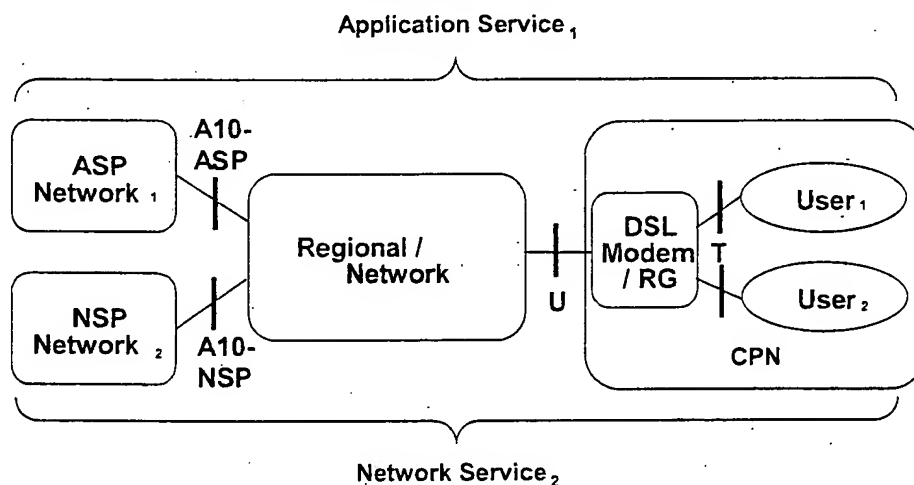 Application Service 1
ASP
Network 1
A10-
ASP
NSP
Network 2
A10-
NSP
Regional /
Network
U
DSL
Modem
/ RG
T
User 1
User 2
CPN
Network Service 2